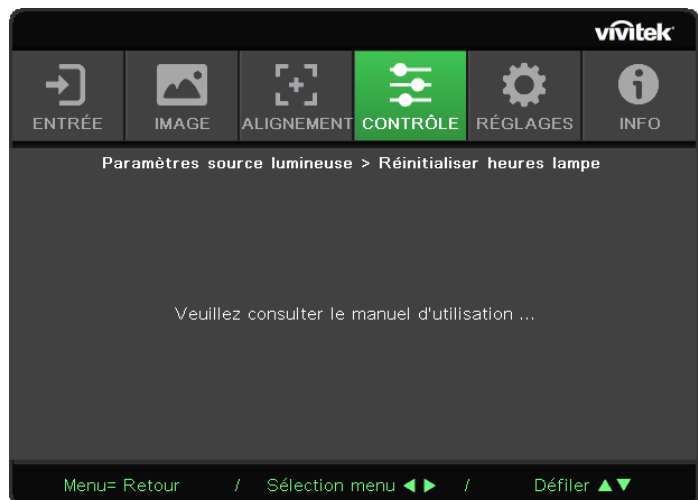 vivitek
ENTRÉE IMAGE ALIGNEMENT CONTRÔLE RÉGLAGES INFO
Paramètres source lumineuse > Réinitialiser heures lampe
Veuillez consulter le manuel d'utilisation ...
Menu= Retour / Sélection menu ◀ ▶ / Défiler ▲▼